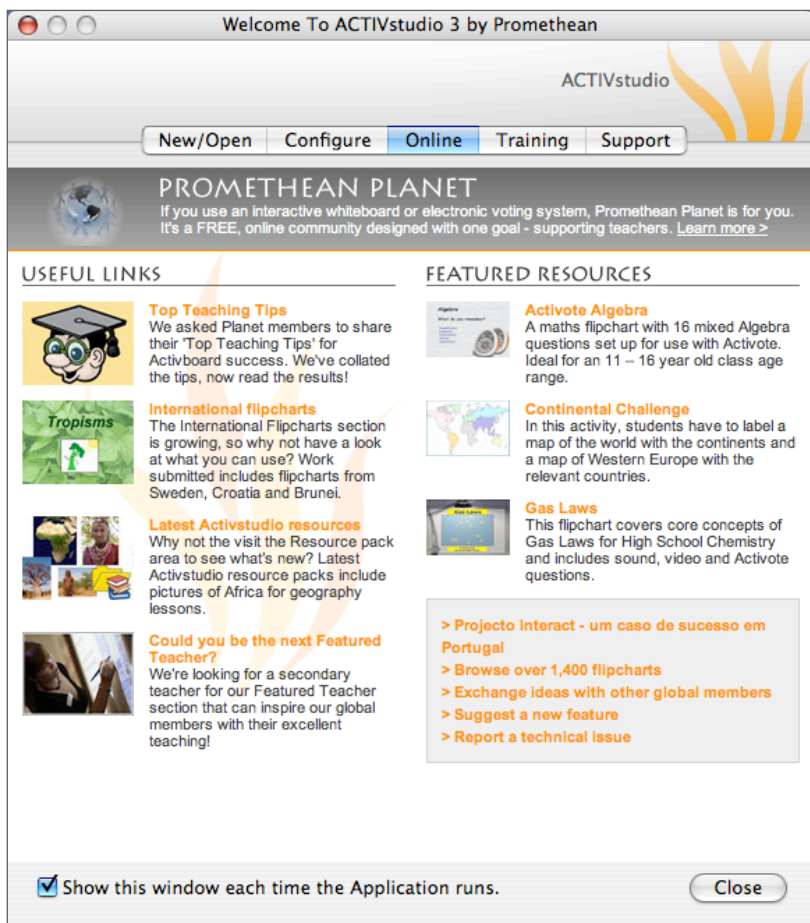 Welcome To ACTIVstudio 3 by Promethean
ACTIVstudio
New/Open Configure Online Training Support
PROMETHEAN PLANET
If you use an interactive whiteboard or electronic voting system, Promethean Planet is for you.
It's a FREE, online community designed with one goal - supporting teachers. Learn more >
USEFUL LINKS
Top Teaching Tips
We asked Planet members to share
their 'Top Teaching Tips' for
Activboard success. We've collated
the tips, now read the results!
Tropisms
International flipcharts
The International Flipcharts section
is growing, so why not have a look
at what you can use? Work
submitted includes flipcharts from
Sweden, Croatia and Brunei.
Latest Activstudio resources
Why not the visit the Resource pack
area to see what's new? Latest
Activstudio resource packs include
pictures of Africa for geography
lessons.
Could you be the next Featured
Teacher?
We're looking for a secondary
teacher for our Featured Teacher
section that can inspire our global
members with their excellent
teaching!
FEATURED RESOURCES
Algebra
What do you remember?
Activote Algebra
A maths flipchart with 16 mixed Algebra
questions set up for use with Activote.
Ideal for an 11 – 16 year old class age
range.
Continental Challenge
In this activity, students have to label a
map of the world with the continents and
a map of Western Europe with the
relevant countries.
Gas Laws
Gas Laws
This flipchart covers core concepts of
Gas Laws for High School Chemistry
and includes sound, video and Activote
questions.
> Projecto Interact - um caso de sucesso em
Portugal
> Browse over 1,400 flipcharts
> Exchange ideas with other global members
> Suggest a new feature
> Report a technical issue
Show this window each time the Application runs.
Close